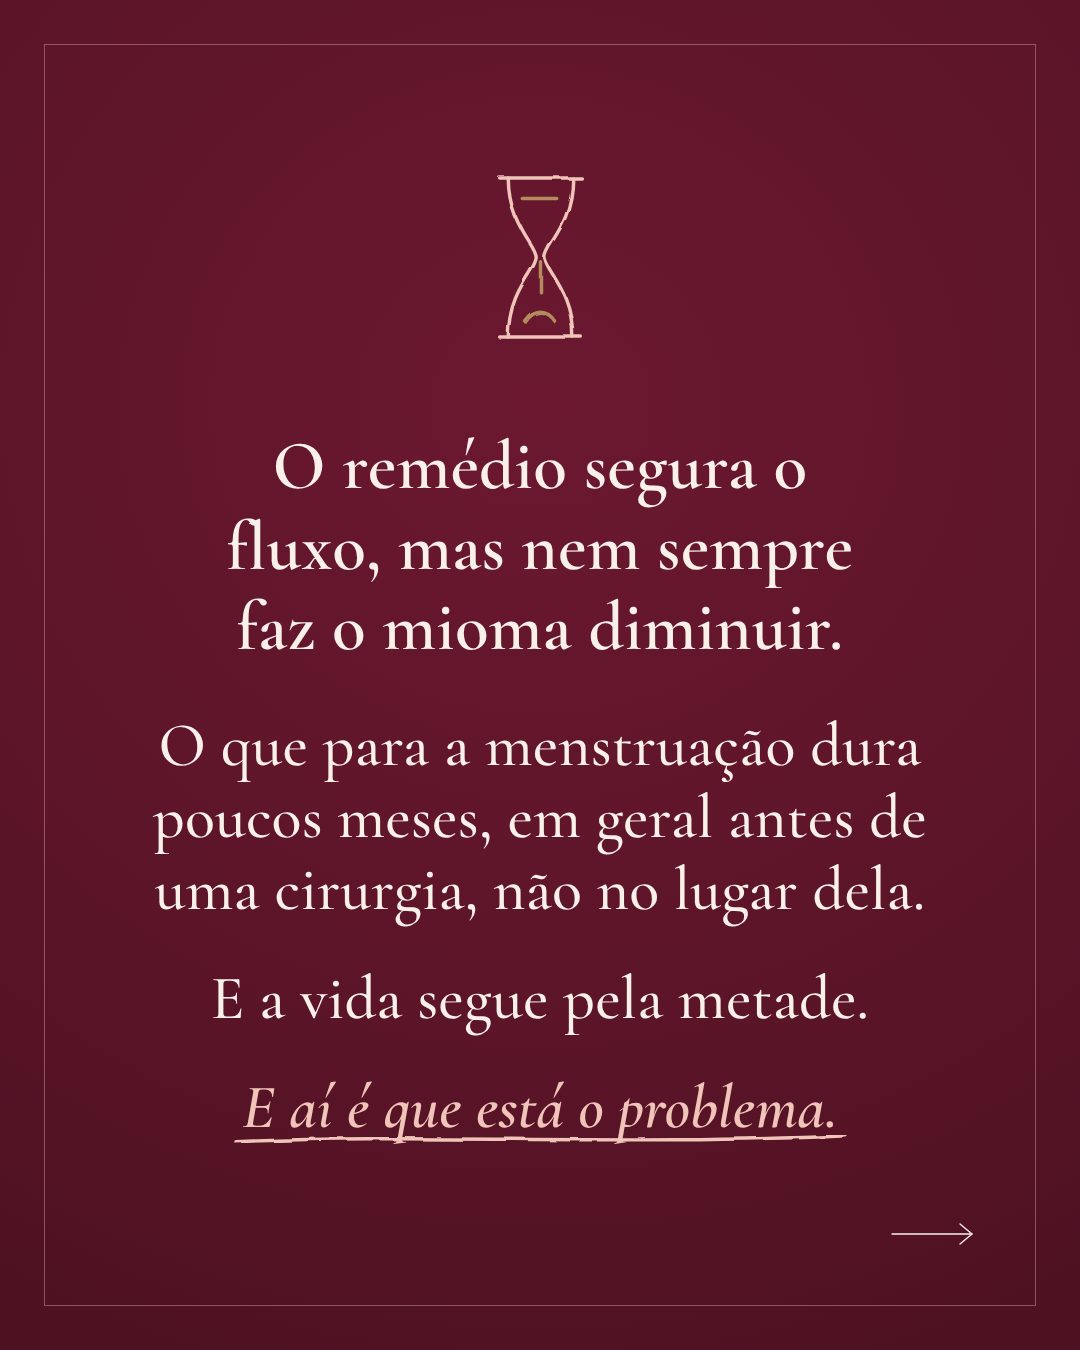 O remédio segura o
fluxo, mas nem sempre
faz o mioma diminuir.
O que para a menstruação dura
poucos meses, em geral antes de
uma cirurgia, não no lugar dela.
E a vida segue pela metade.
E aí é que está o problema.